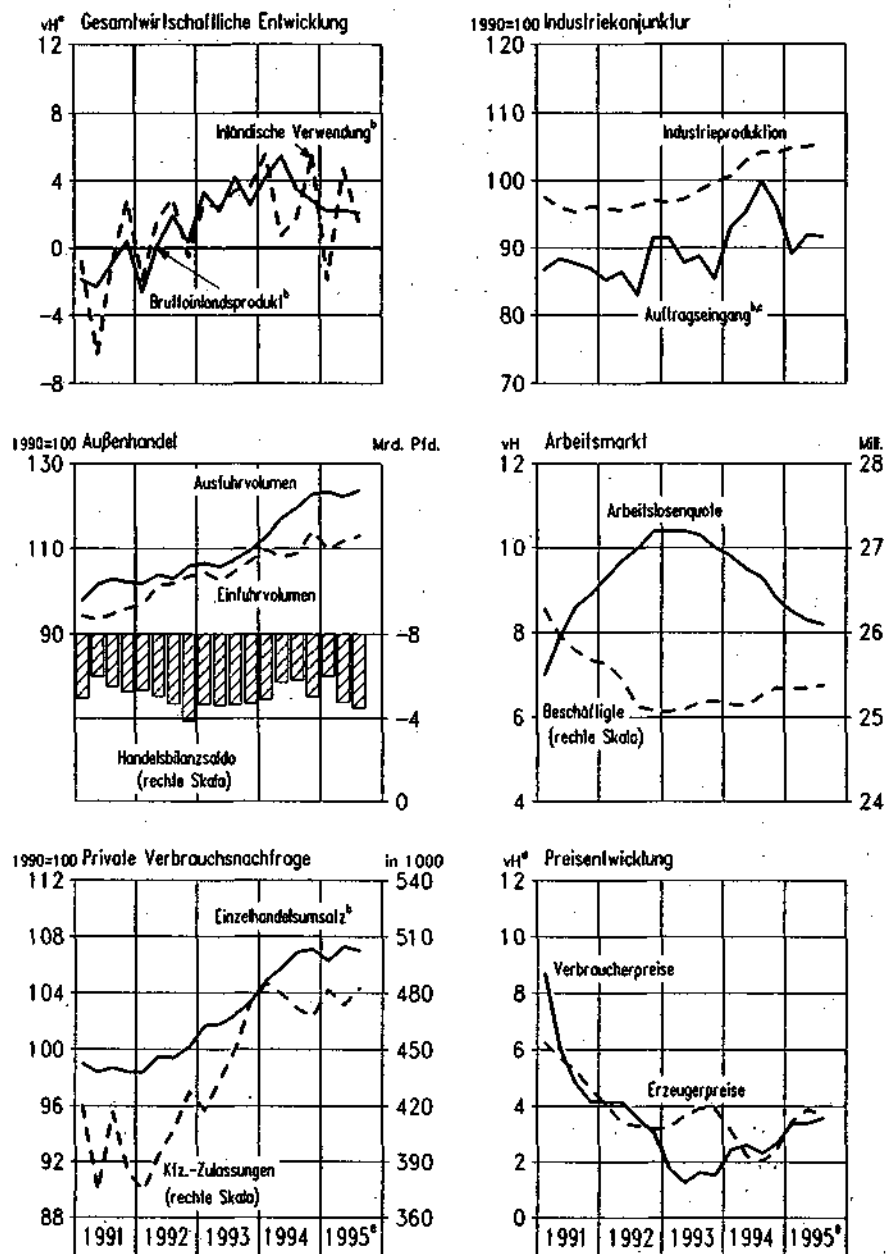 vHª Gesamtwirtschaftliche Entwicklung
12
8
4
0
-4
-8
Inländische Verwendungᵇ
Bruttoinlandsproduktᵇ
1990=100 Industriekonjunktur
120
110
100
90
80
70
Industrieproduktion
Auftragseingangᵇ,ᶜ
1990=100 Außenhandel Mrd. Pfd.
130
110
90
-8
-4
0
Ausfuhrvolumen
Einfuhrvolumen
Handelsbilanzsaldo
(rechte Skala)
vH Arbeitsmarkt Mill.
12
10
8
6
4
28
27
26
25
24
Arbeitslosenquote
Beschäftigte
(rechte Skala)
1990=100 Private Verbrauchsnachfrage in 1000
112
108
104
100
96
92
88
540
510
480
450
420
390
360
Einzelhandelsumsatzᵇ
Kfz.-Zulassungen
(rechte Skala)
1991 1992 1993 1994 1995ᵉ
vHª Preisentwicklung
12
10
8
6
4
2
0
Verbraucherpreise
Erzeugerpreise
1991 1992 1993 1994 1995ᵉ